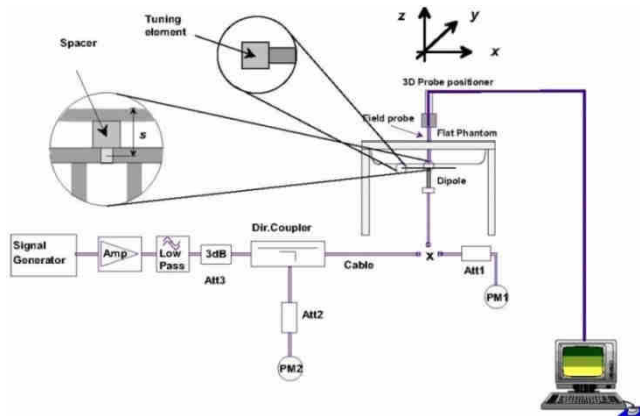 Tuning
element
Spacer
s
z
y
x
3D Probe positioner
Field probe
Flat Phantom
Dipole
Dir.Coupler
Signal
Generator
Amp
Low
Pass
3dB
Att3
Cable
x
Att1
PM1
Att2
PM2